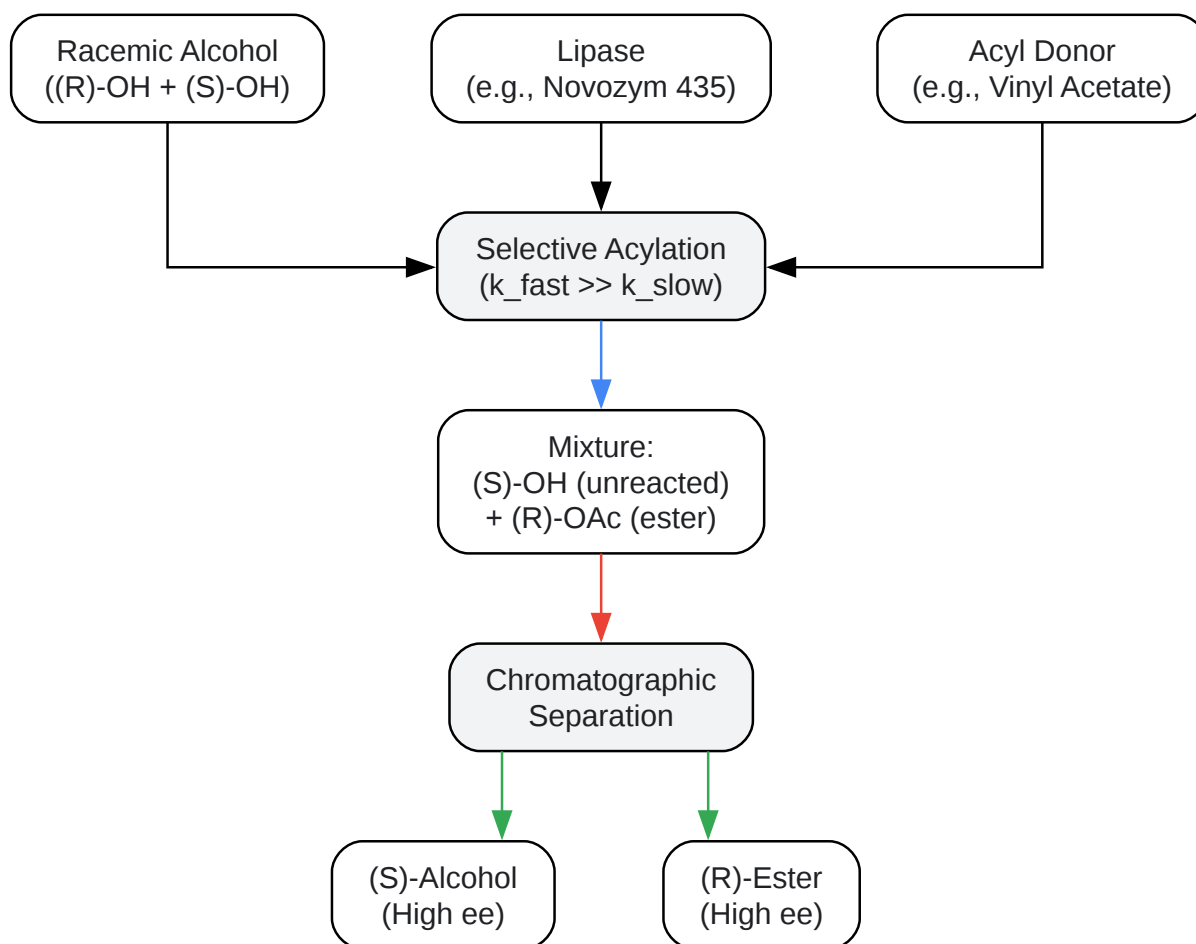 Racemic Alcohol
((R)-OH + (S)-OH)
Lipase
(e.g., Novozym 435)
Acyl Donor
(e.g., Vinyl Acetate)
Selective Acylation
(k_fast >> k_slow)
Mixture:
(S)-OH (unreacted)
+ (R)-OAc (ester)
Chromatographic
Separation
(S)-Alcohol
(High ee)
(R)-Ester
(High ee)